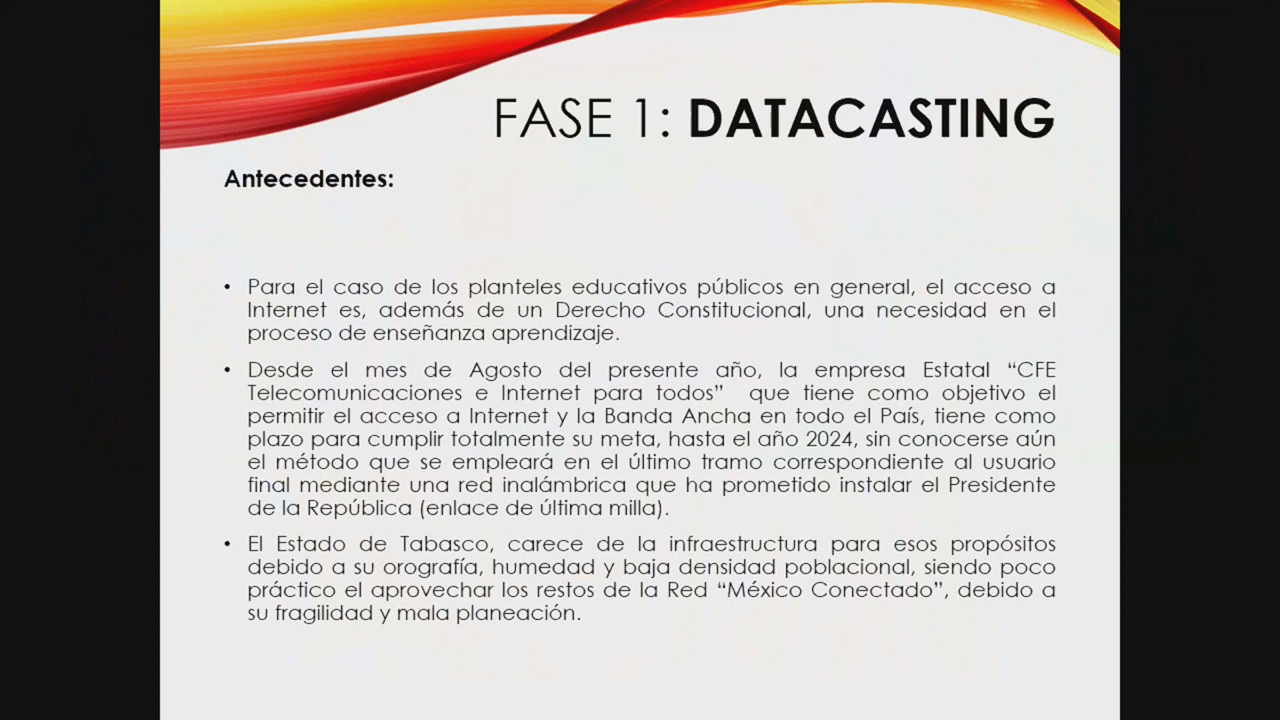 FASE 1: DATACASTING
Antecedentes:
• Para el caso de los planteles educativos públicos en general, el acceso a
Internet es, además de un Derecho Constitucional, una necesidad en el
proceso de enseñanza aprendizaje.
• Desde el mes de Agosto del presente año, la empresa Estatal “CFE
Telecomunicaciones e Internet para todos” que tiene como objetivo el
permitir el acceso a Internet y la Banda Ancha en todo el País, tiene como
plazo para cumplir totalmente su meta, hasta el año 2024, sin conocerse aún
el método que se empleará en el último tramo correspondiente al usuario
final mediante una red inalámbrica que ha prometido instalar el Presidente
de la República (enlace de última milla).
• El Estado de Tabasco, carece de la infraestructura para esos propósitos
debido a su orografía, humedad y baja densidad poblacional, siendo poco
práctico el aprovechar los restos de la Red “México Conectado”, debido a
su fragilidad y mala planeación.